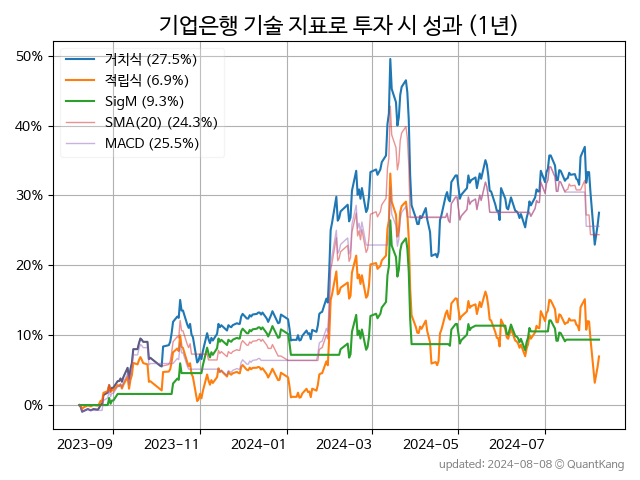 기업은행 기술 지표로 투자 시 성과 (1년)
거치식 (27.5%)
적립식 (6.9%)
SigM (9.3%)
SMA(20) (24.3%)
MACD (25.5%)
50%
40%
30%
20%
10%
0%
2023-09 2023-11 2024-01 2024-03 2024-05 2024-07
updated: 2024-08-08 © QuantKang